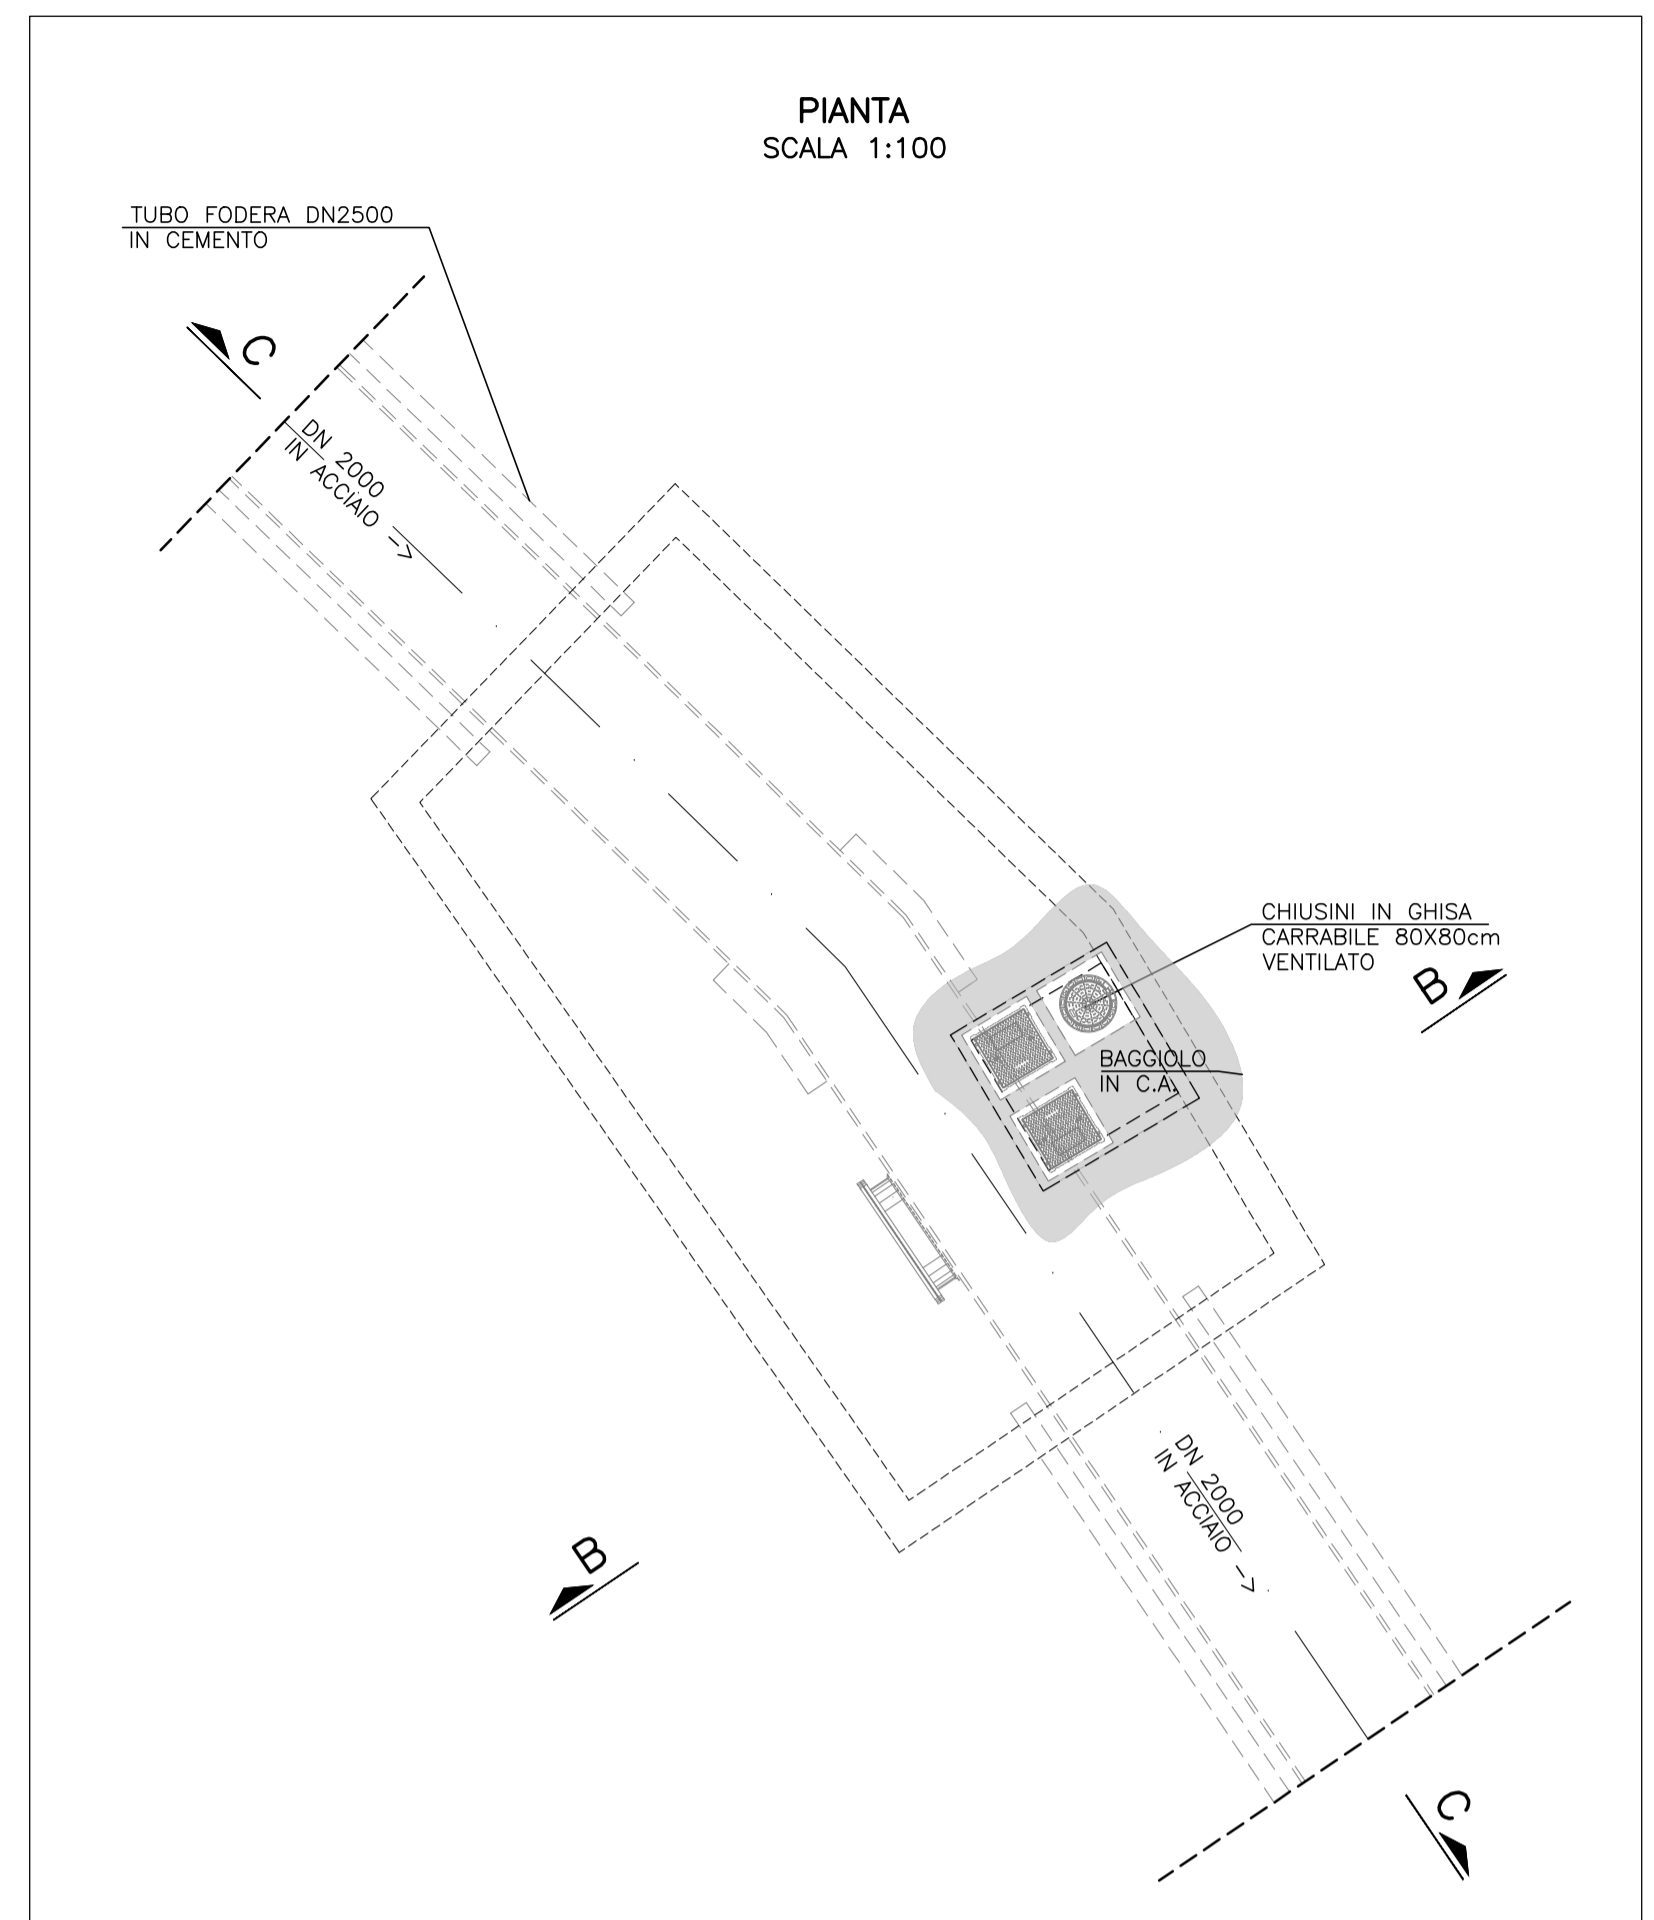 PIANTA
SCALA 1:100
TUBO FODERA DN2500
IN CEMENTO
C
DN 2000
IN ACCIAIO ->
CHIUSINI IN GHISA
CARRABILE 80X80cm
VENTILATO
B
BAGGIOLO
IN C.A.
DN 2000
IN ACCIAIO ->
B
C